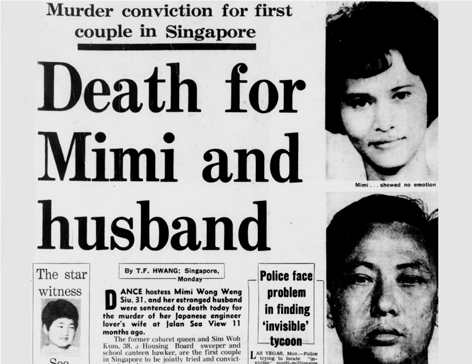 Murder conviction for first
couple in Singapore
Death for
Mimi and
husband
Mimi . . . showed no emotion
By T.F. HWANG: Singapore,
Monday
The star
witness
See
DANCE hostess Mimi Wong Weng
Siu, 31, and her estranged husband
were sentenced to death today for
the murder of her Japanese engineer
lover's wife at Jalan Sea View 11
months ago.
The former cabaret queen and Sim Woh
Kum, 38, a Housing Board sweeper and
school canteen hawker, are the first couple
in Singapore to be jointly tried and convict-
Police face
problem
in finding
'invisible'
tycoon
LAS VEGAS, Mon.—Police
trying to locate